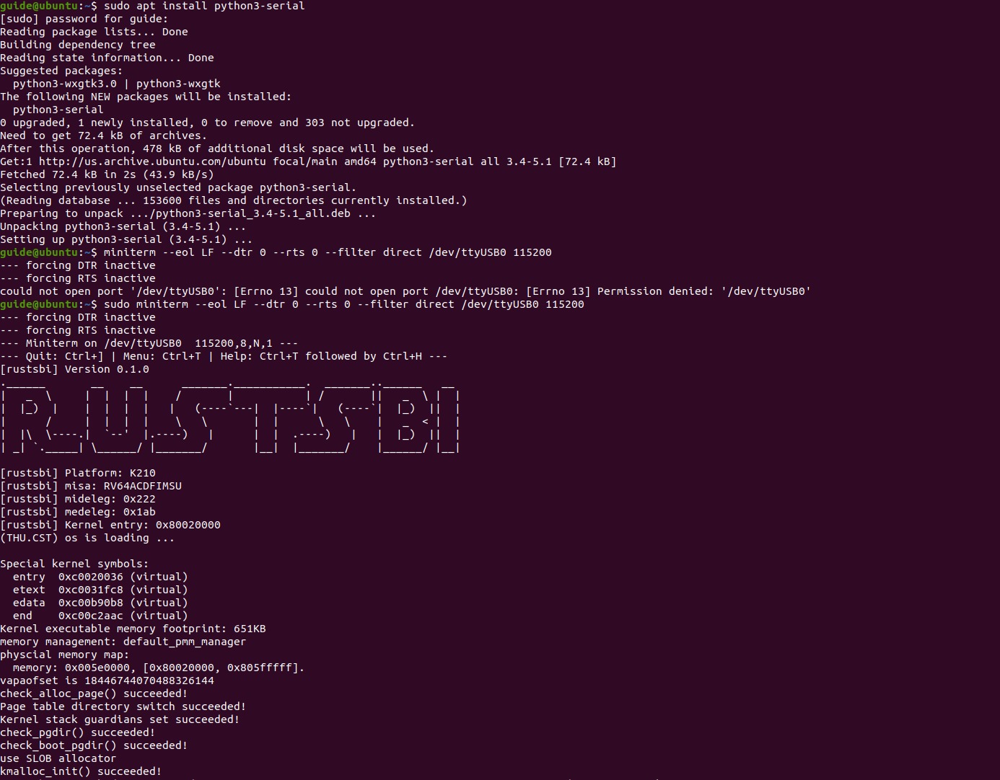 guide@ubuntu:~$ sudo apt install python3-serial
[sudo] password for guide:
Reading package lists... Done
Building dependency tree
Reading state information... Done
Suggested packages:
  python3-wxgtk3.0 | python3-wxgtk
The following NEW packages will be installed:
  python3-serial
0 upgraded, 1 newly installed, 0 to remove and 303 not upgraded.
Need to get 72.4 kB of archives.
After this operation, 478 kB of additional disk space will be used.
Get:1 http://us.archive.ubuntu.com/ubuntu focal/main amd64 python3-serial all 3.4-5.1 [72.4 kB]
Fetched 72.4 kB in 2s (43.9 kB/s)
Selecting previously unselected package python3-serial.
(Reading database ... 153600 files and directories currently installed.)
Preparing to unpack .../python3-serial_3.4-5.1_all.deb ...
Unpacking python3-serial (3.4-5.1) ...
Setting up python3-serial (3.4-5.1) ...
guide@ubuntu:~$ miniterm --eol LF --dtr 0 --rts 0 --filter direct /dev/ttyUSB0 115200
--- forcing DTR inactive
--- forcing RTS inactive
could not open port '/dev/ttyUSB0': [Errno 13] could not open port /dev/ttyUSB0: [Errno 13] Permission denied: '/dev/ttyUSB0'
guide@ubuntu:~$ sudo miniterm --eol LF --dtr 0 --rts 0 --filter direct /dev/ttyUSB0 115200
--- forcing DTR inactive
--- forcing RTS inactive
--- Miniterm on /dev/ttyUSB0  115200,8,N,1 ---
--- Quit: Ctrl+] | Menu: Ctrl+T | Help: Ctrl+T followed by Ctrl+H ---
[rustsbi] Version 0.1.0
RUSTSBI
[rustsbi] Platform: K210
[rustsbi] misa: RV64ACDFIMSU
[rustsbi] mideleg: 0x222
[rustsbi] medeleg: 0x1ab
[rustsbi] Kernel entry: 0x80020000
(THU.CST) os is loading ...
Special kernel symbols:
  entry  0xc0020036 (virtual)
  etext  0xc0031fc8 (virtual)
  edata  0xc00b90b8 (virtual)
  end    0xc00c2aac (virtual)
Kernel executable memory footprint: 651KB
memory management: default_pmm_manager
physcial memory map:
  memory: 0x005e0000, [0x80020000, 0x805fffff].
vapaofset is 18446744070488326144
check_alloc_page() succeeded!
Page table directory switch succeeded!
Kernel stack guardians set succeeded!
check_pgdir() succeeded!
check_boot_pgdir() succeeded!
use SLOB allocator
kmalloc_init() succeeded!